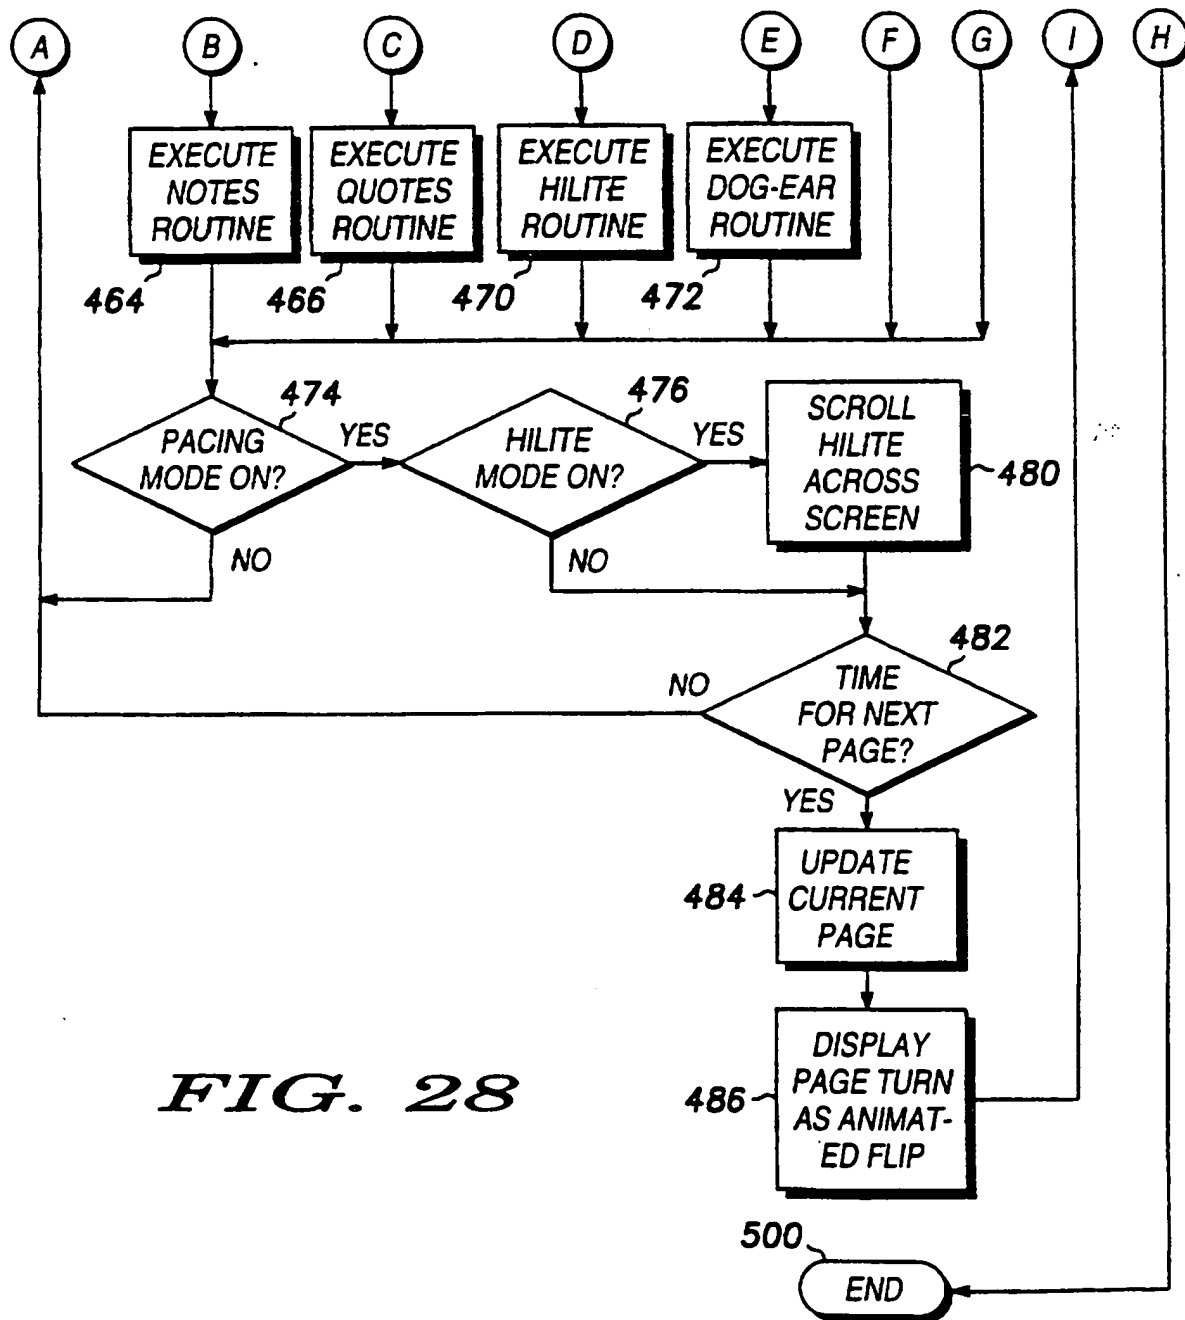 A B C D E F G I H
EXECUTE
NOTES
ROUTINE
464
EXECUTE
QUOTES
ROUTINE
466
EXECUTE
HILITE
ROUTINE
470
EXECUTE
DOG-EAR
ROUTINE
472
PACING
MODE ON?
474
YES
NO
HILITE
MODE ON?
476
YES
NO
SCROLL
HILITE
ACROSS
SCREEN
480
TIME
FOR NEXT
PAGE?
482
NO
YES
UPDATE
CURRENT
PAGE
484
DISPLAY
PAGE TURN
AS ANIMAT-
ED FLIP
486
FIG. 28
500
END